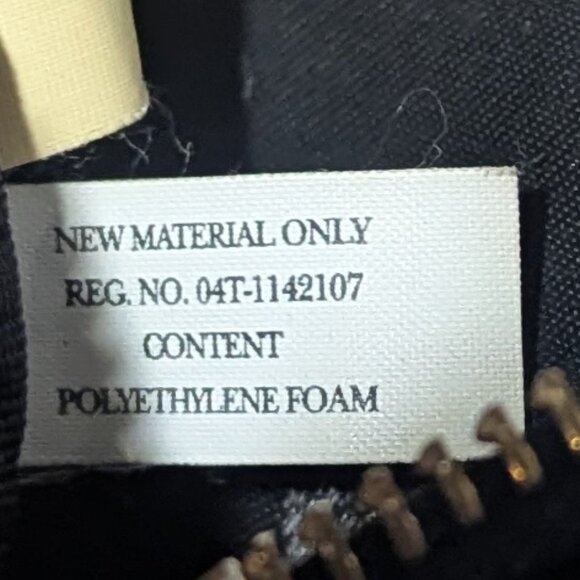 NEW MATERIAL ONLY
REG. NO. 04T-1142107
CONTENT
POLYETHYLENE FOAM